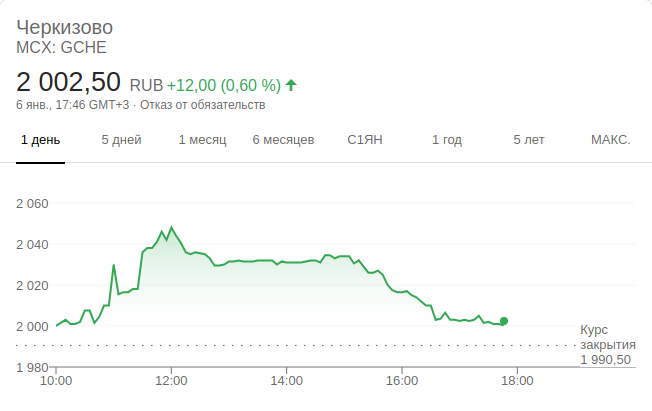 Черкизово
MCX: GCHE
2 002,50 RUB +12,00 (0,60 %)
6 янв., 17:46 GMT+3 · Отказ от обязательств
1 день 5 дней 1 месяц 6 месяцев С1ЯН 1 год 5 лет МАКС.
2 060
2 040
2 020
2 000
1 980
Курс
закрытия
1 990,50
10:00 12:00 14:00 16:00 18:00